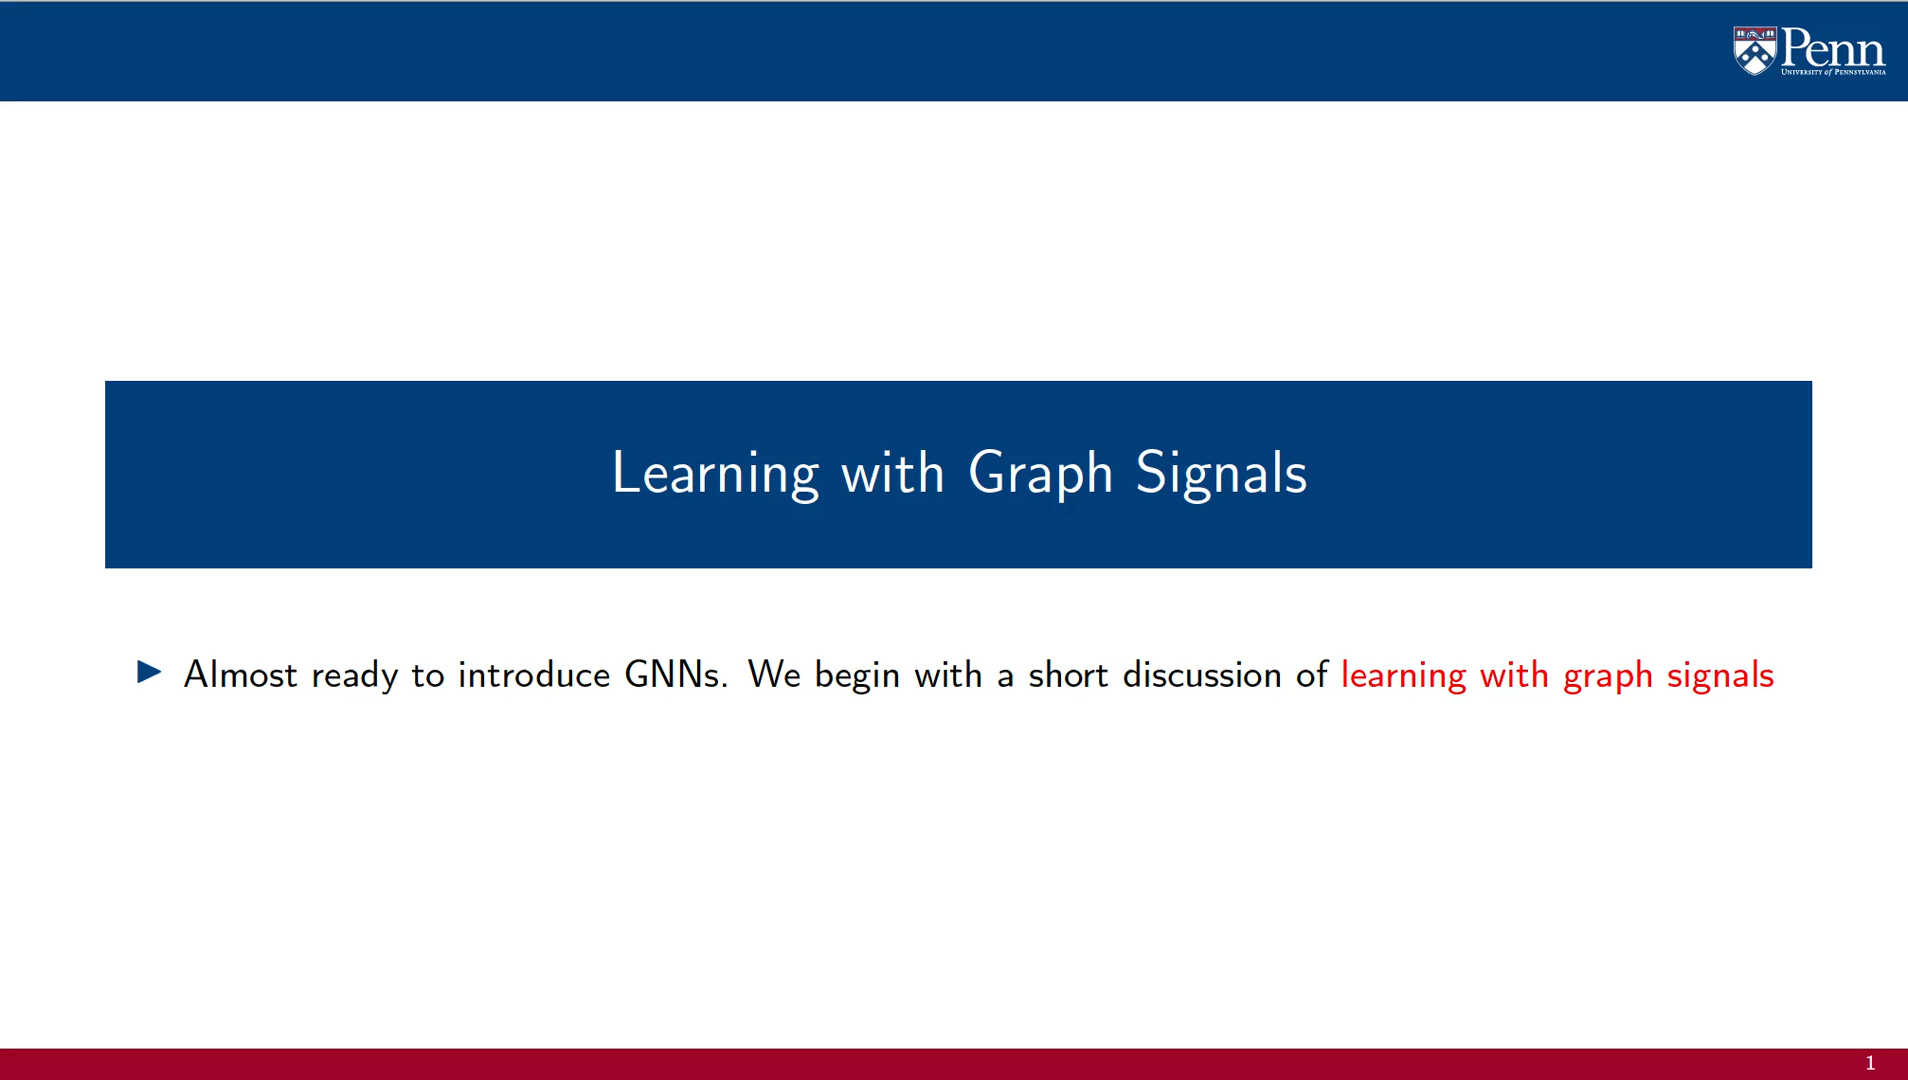 Penn
UNIVERSITY of PENNSYLVANIA
Learning with Graph Signals
▶ Almost ready to introduce GNNs. We begin with a short discussion of learning with graph signals
1